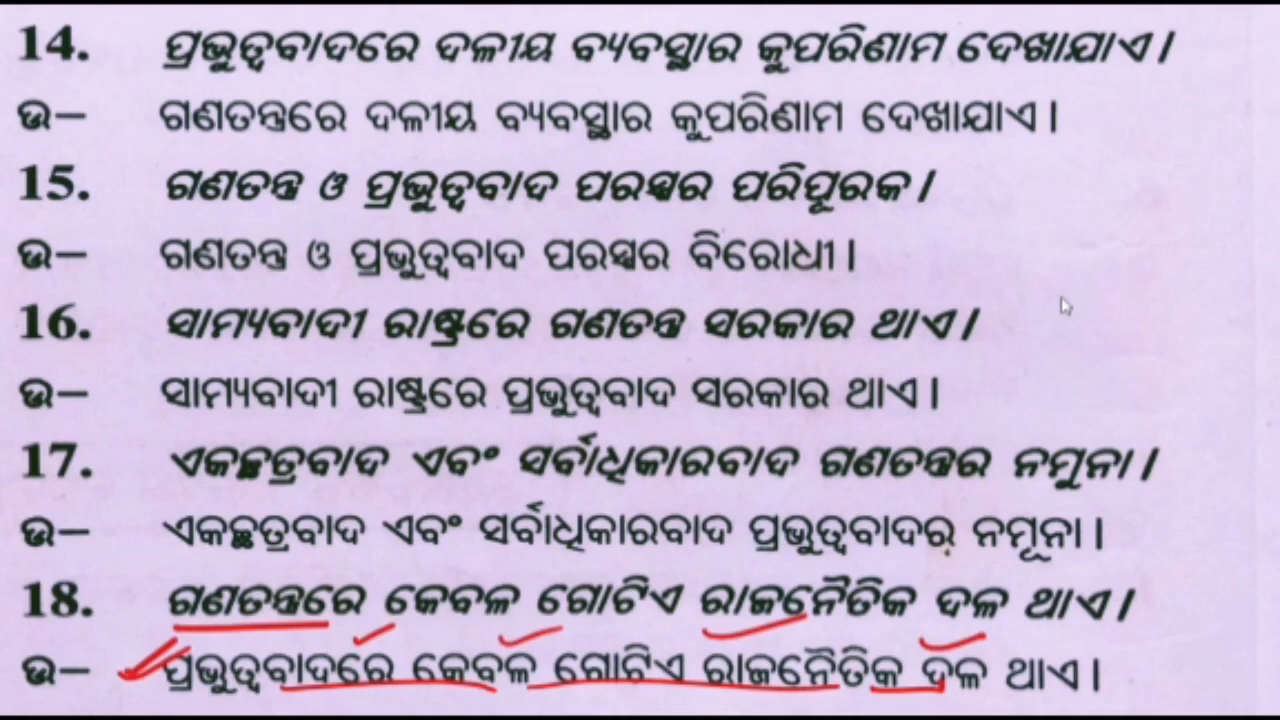 14. ପ୍ରଭୁତ୍ୱବାଦରେ ଦଳୀୟ ବ୍ୟବସ୍ଥାର କୁପରିଣାମ ଦେଖାଯାଏ।
ଉ– ଗଣତନ୍ତ୍ରରେ ଦଳୀୟ ବ୍ୟବସ୍ଥାର କୁପରିଣାମ ଦେଖାଯାଏ।
15. ଗଣତନ୍ତ୍ର ଓ ପ୍ରଭୁତ୍ୱବାଦ ପରସ୍ପର ପରିପୂରକ।
ଉ– ଗଣତନ୍ତ୍ର ଓ ପ୍ରଭୁତ୍ୱବାଦ ପରସ୍ପର ବିରୋଧୀ।
16. ସାମ୍ୟବାଦୀ ରାଷ୍ଟ୍ରରେ ଗଣତନ୍ତ୍ର ସରକାର ଥାଏ।
ଉ– ସାମ୍ୟବାଦୀ ରାଷ୍ଟ୍ରରେ ପ୍ରଭୁତ୍ୱବାଦ ସରକାର ଥାଏ।
17. ଏକଚ୍ଛତ୍ରବାଦ ଏବଂ ସର୍ବାଧିକାରବାଦ ଗଣତନ୍ତ୍ରର ନମୁନା।
ଉ– ଏକଚ୍ଛତ୍ରବାଦ ଏବଂ ସର୍ବାଧିକାରବାଦ ପ୍ରଭୁତ୍ୱବାଦର ନମୂନା।
18. ଗଣତନ୍ତ୍ରରେ କେବଳ ଗୋଟିଏ ରାଜନୈତିକ ଦଳ ଥାଏ।
ଉ– ପ୍ରଭୁତ୍ୱବାଦରେ କେବଳ ଗୋଟିଏ ରାଜନୈତିକ ଦଳ ଥାଏ।